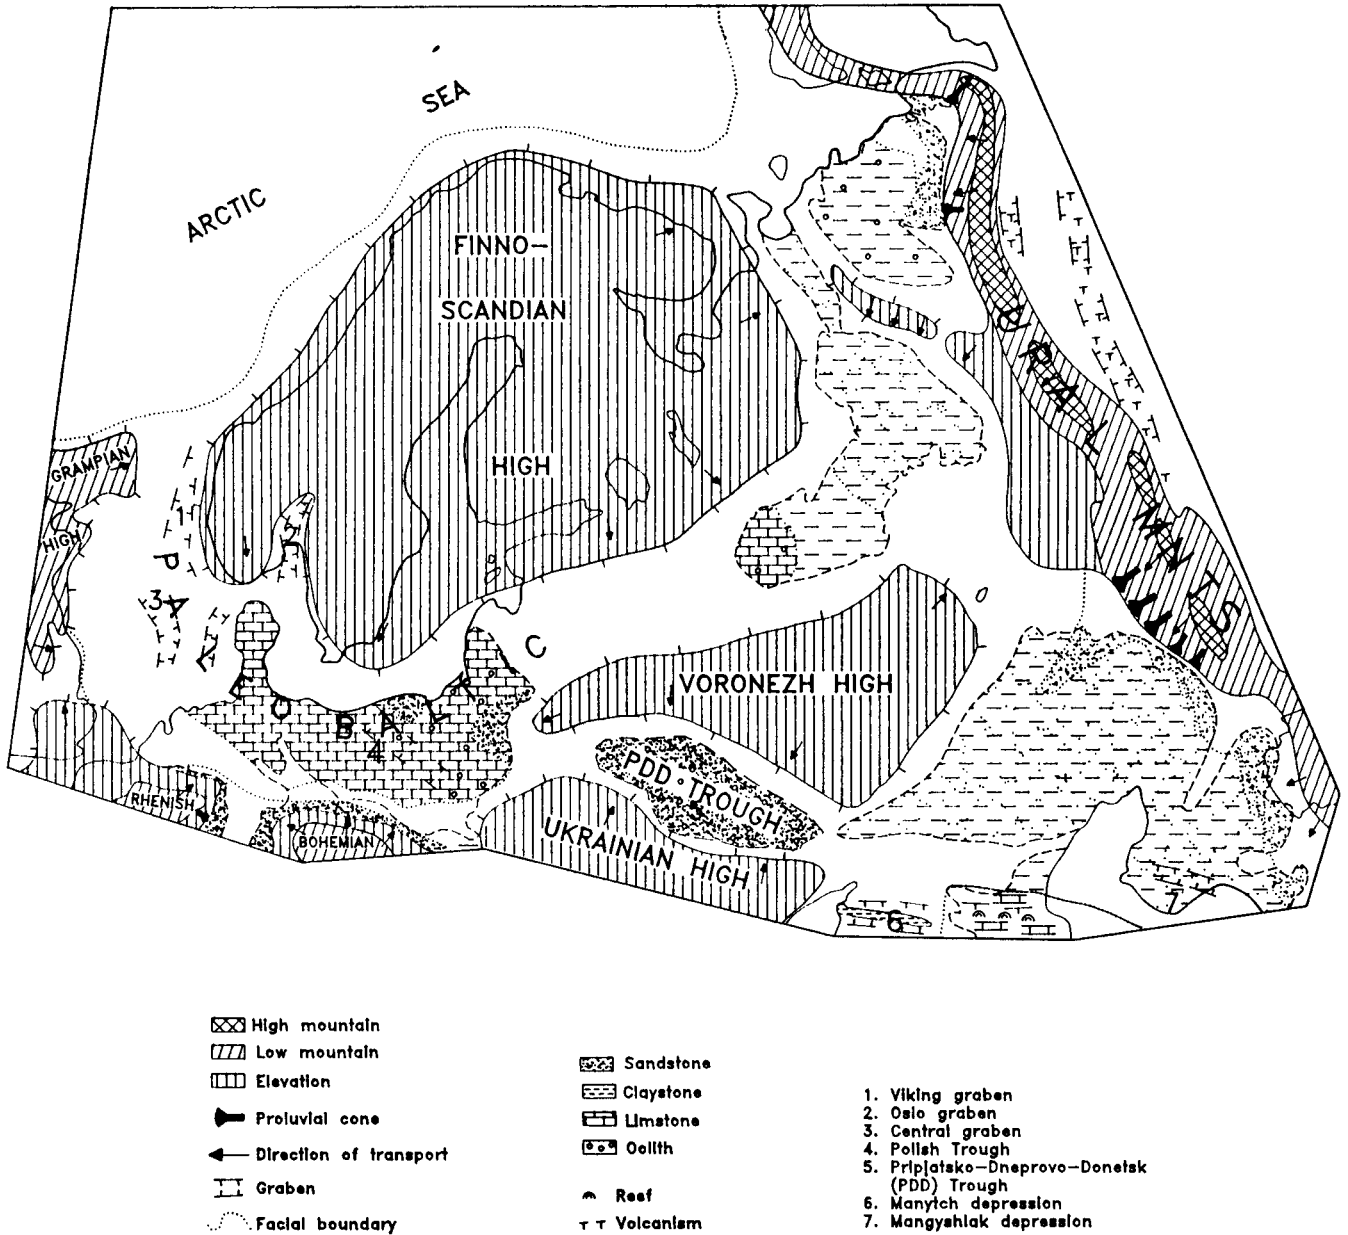 SEA
ARCTIC
FINNO–
SCANDIAN
HIGH
GRAMPIAN
HIGH
URAL MNTS
1
3
PALEOBALTIC
4
VORONEZH HIGH
PDD TROUGH
UKRAINIAN HIGH
RHENISH
BOHEMIAN
6
7
High mountain
Low mountain
Elevation
Proluvial cone
Direction of transport
Graben
Facial boundary
Sandstone
Claystone
Limstone
Oolith
Reef
Volcanism
1. Viking graben
2. Oslo graben
3. Central graben
4. Polish Trough
5. Pripjatsko–Dneprovo–Donetsk
(PDD) Trough
6. Manytch depression
7. Mangyshlak depression